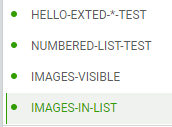 HELLO-EXTED-*-TEST
NUMBERED-LIST-TEST
IMAGES-VISIBLE
IMAGES-IN-LIST